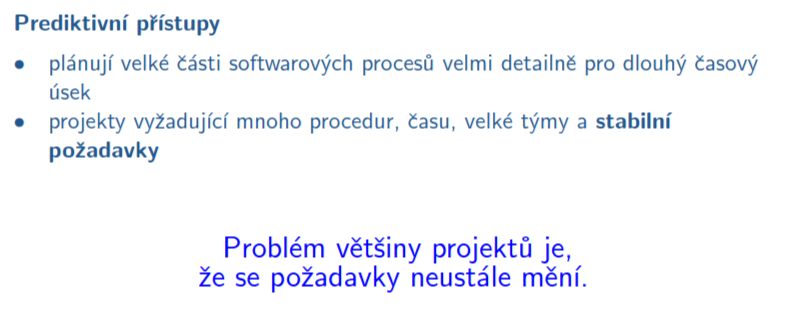 Prediktivní přístupy
● plánují velké části softwarových procesů velmi detailně pro dlouhý časový
úsek
● projekty vyžadující mnoho procedur, času, velké týmy a stabilní
požadavky
Problém většiny projektů je,
že se požadavky neustále mění.